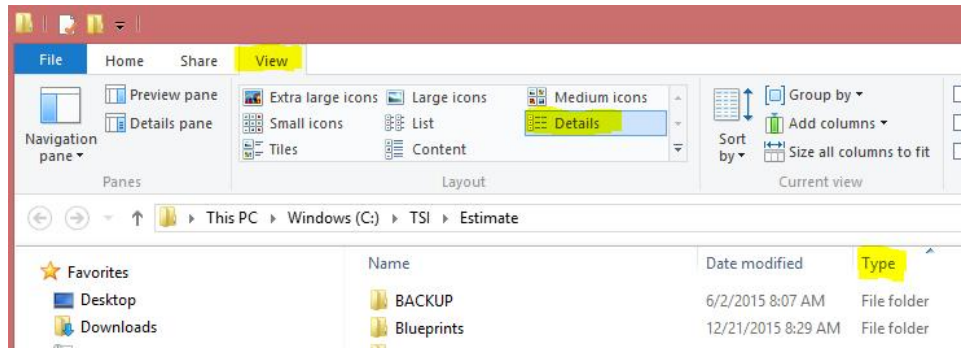 File Home Share View
Preview pane Extra large icons Large icons Medium icons Group by
Details pane Small icons List Details Add columns
Navigation pane Tiles Content Sort by Size all columns to fit
Panes Layout Current view
This PC Windows (C:) TSI Estimate
Favorites Name Date modified Type
Desktop BACKUP 6/2/2015 8:07 AM File folder
Downloads Blueprints 12/21/2015 8:29 AM File folder